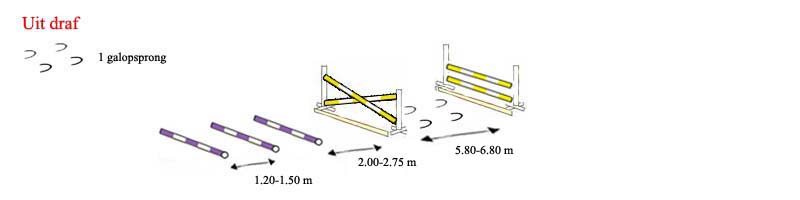 Uit draf
1 galopsprong
5.80-6.80 m
2.00-2.75 m
1.20-1.50 m